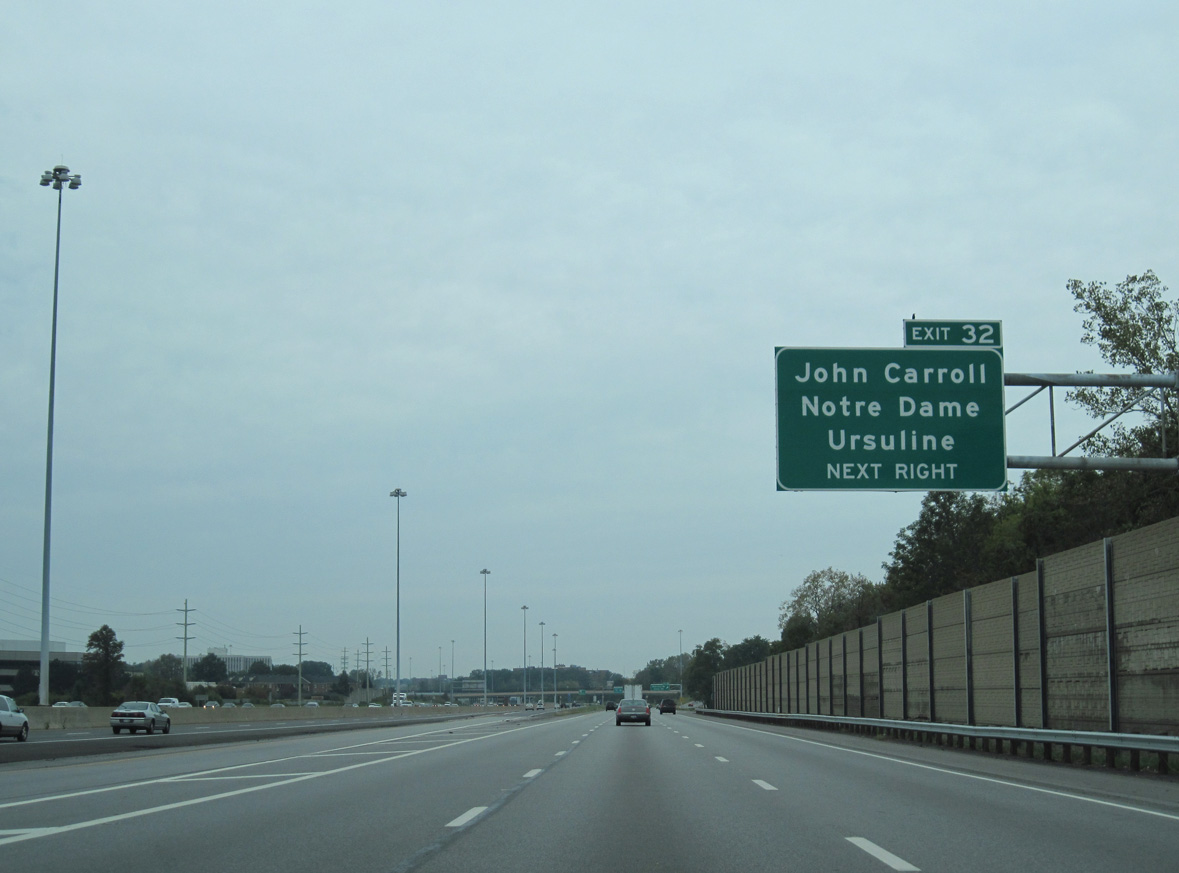 EXIT 32
John Carroll
Notre Dame
Ursuline
NEXT RIGHT